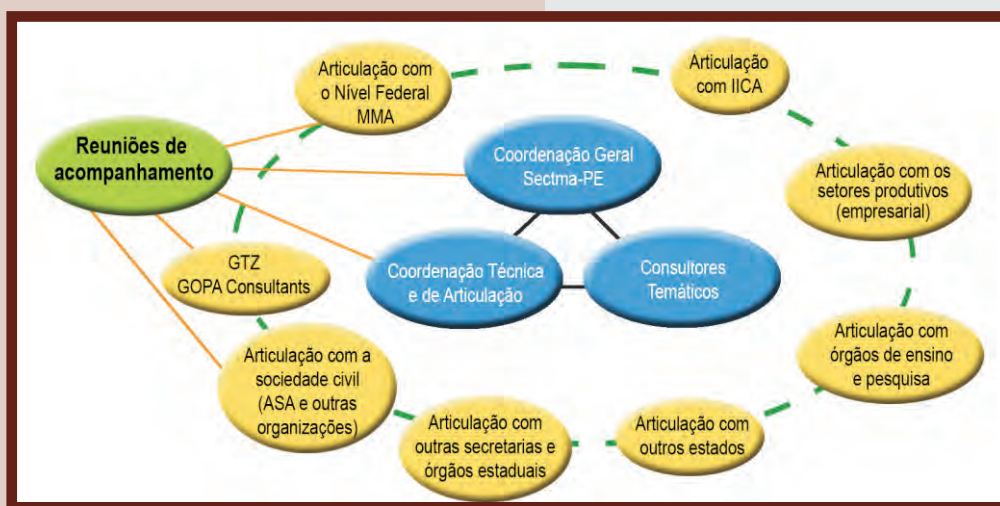 Articulação com
o Nível Federal
MMA
Articulação
com IICA
Reuniões de
acompanhamento
Coordenação Geral
Sectma-PE
Articulação com os
setores produtivos
(empresarial)
GTZ
GOPA Consultants
Coordenação Técnica
e de Articulação
Consultores
Temáticos
Articulação com
órgãos de ensino
e pesquisa
Articulação com a
sociedade civil
(ASA e outras
organizações)
Articulação com
outras secretarias e
órgãos estaduais
Articulação com
outros estados